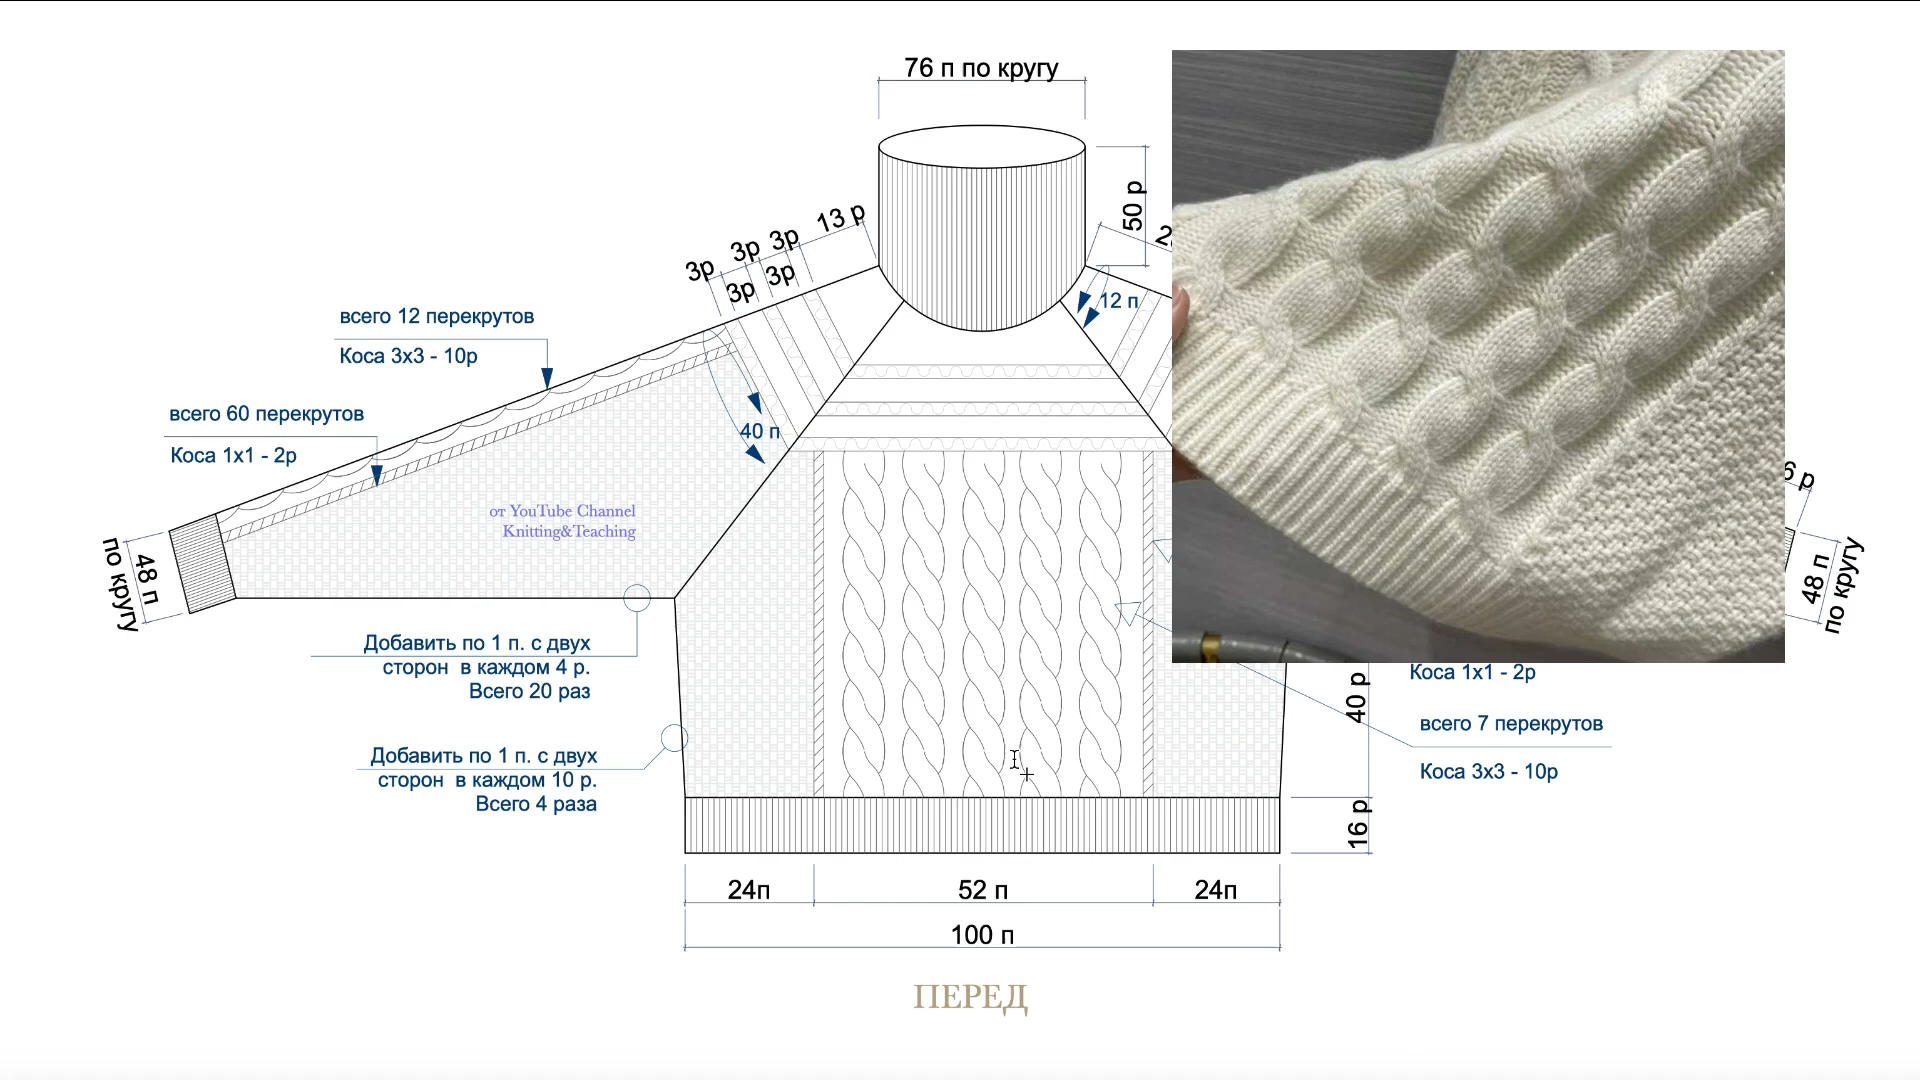 76 п по кругу
50 р
13 р
3р
3р
3р
3р
3р
12 п
всего 12 перекрутов
Коса 3х3 - 10р
всего 60 перекрутов
Коса 1х1 - 2р
40 п
от YouTube Channel
Knitting&Teaching
48 п
по кругу
48 п
по кругу
Добавить по 1 п. с двух
сторон в каждом 4 р.
Всего 20 раз
Добавить по 1 п. с двух
сторон в каждом 10 р.
Всего 4 раза
Коса 1х1 - 2р
всего 7 перекрутов
Коса 3х3 - 10р
40 р
16 р
24п
52 п
24п
100 п
ПЕРЕД